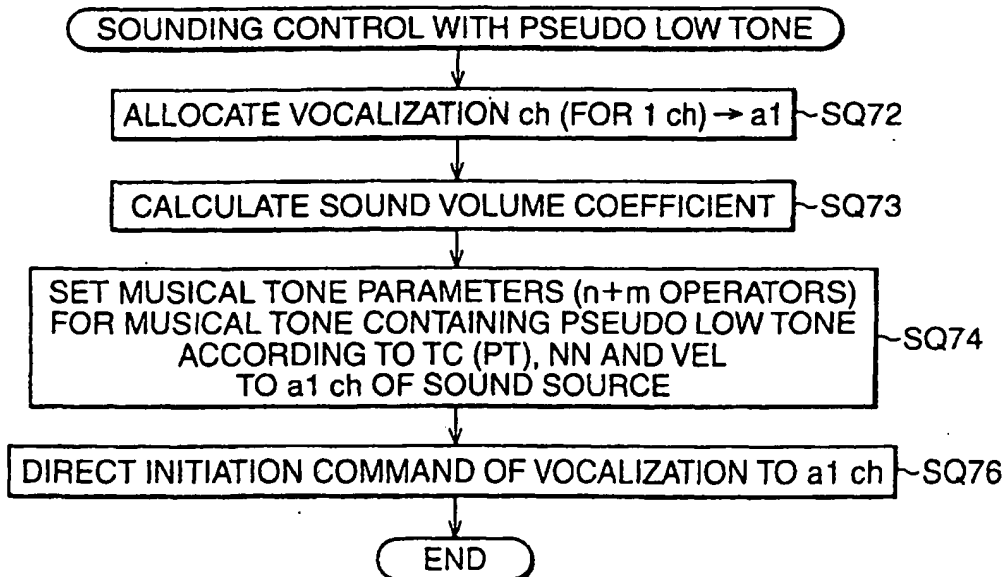 SOUNDING CONTROL WITH PSEUDO LOW TONE
ALLOCATE VOCALIZATION ch (FOR 1 ch) → a1 ~SQ72
CALCULATE SOUND VOLUME COEFFICIENT ~SQ73
SET MUSICAL TONE PARAMETERS (n+m OPERATORS)
FOR MUSICAL TONE CONTAINING PSEUDO LOW TONE
ACCORDING TO TC (PT), NN AND VEL
TO a1 ch OF SOUND SOURCE
~SQ74
DIRECT INITIATION COMMAND OF VOCALIZATION TO a1 ch ~SQ76
END